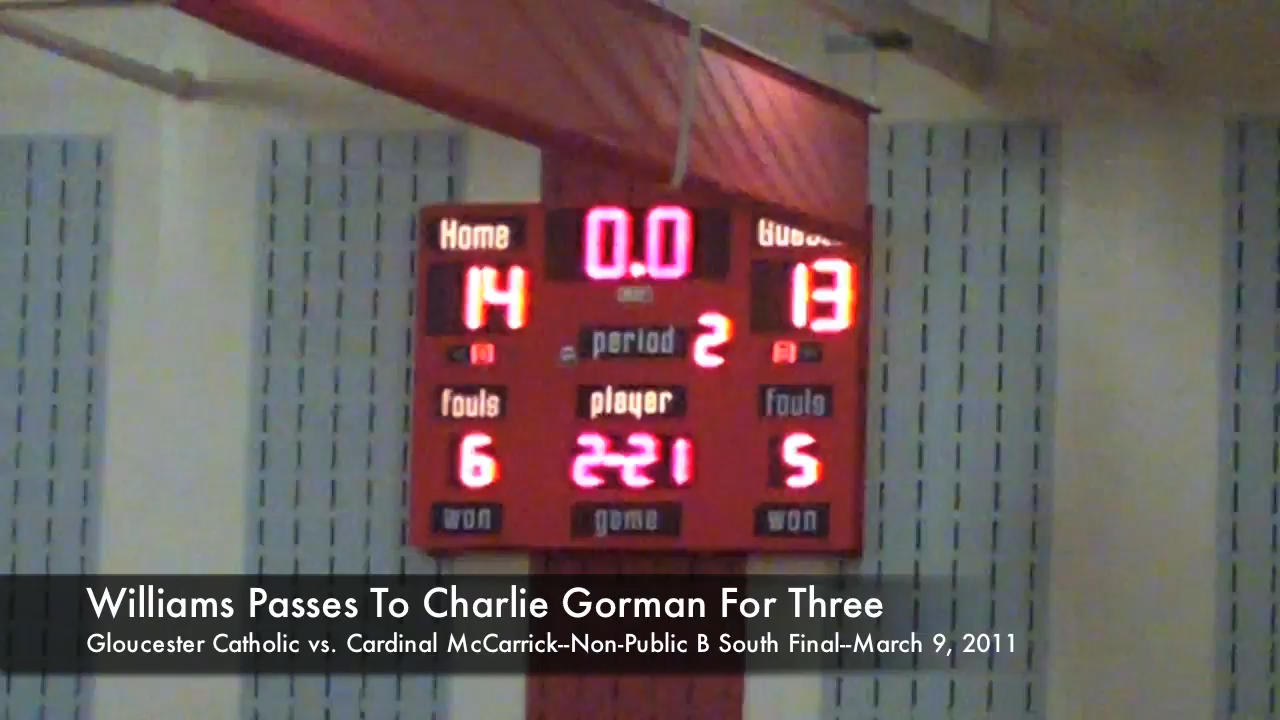 Home 0.0
14 13
period 2
fouls player fouls
6 2-21 5
won game won
Williams Passes To Charlie Gorman For Three
Gloucester Catholic vs. Cardinal McCarrick--Non-Public B South Final--March 9, 2011